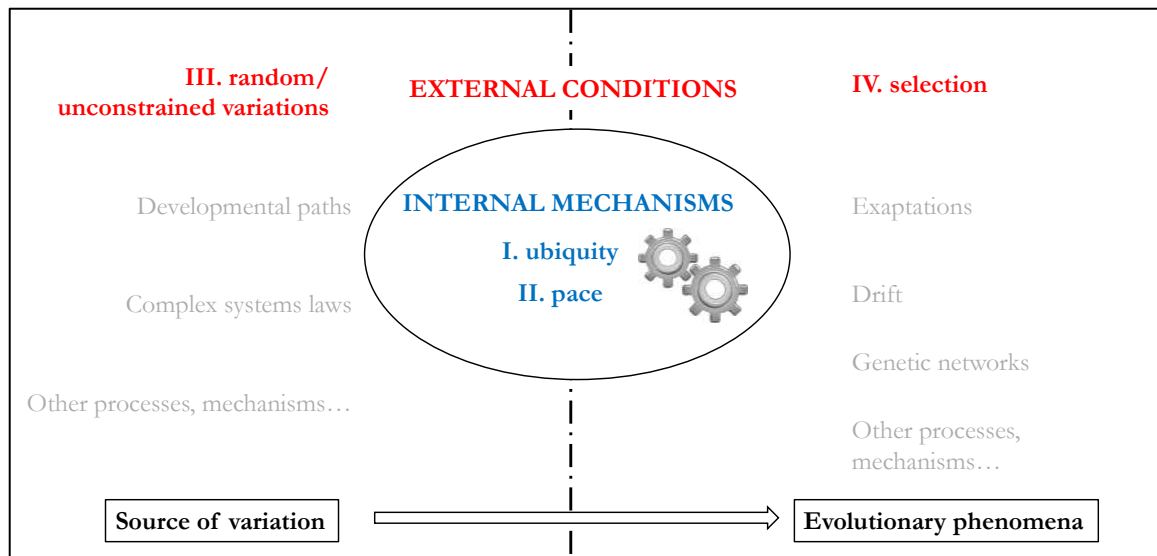 III. random/
unconstrained variations
EXTERNAL CONDITIONS
IV. selection
Developmental paths
INTERNAL MECHANISMS
Exaptations
I. ubiquity
II. pace
Complex systems laws
Drift
Genetic networks
Other processes, mechanisms…
Other processes,
mechanisms…
Source of variation
Evolutionary phenomena